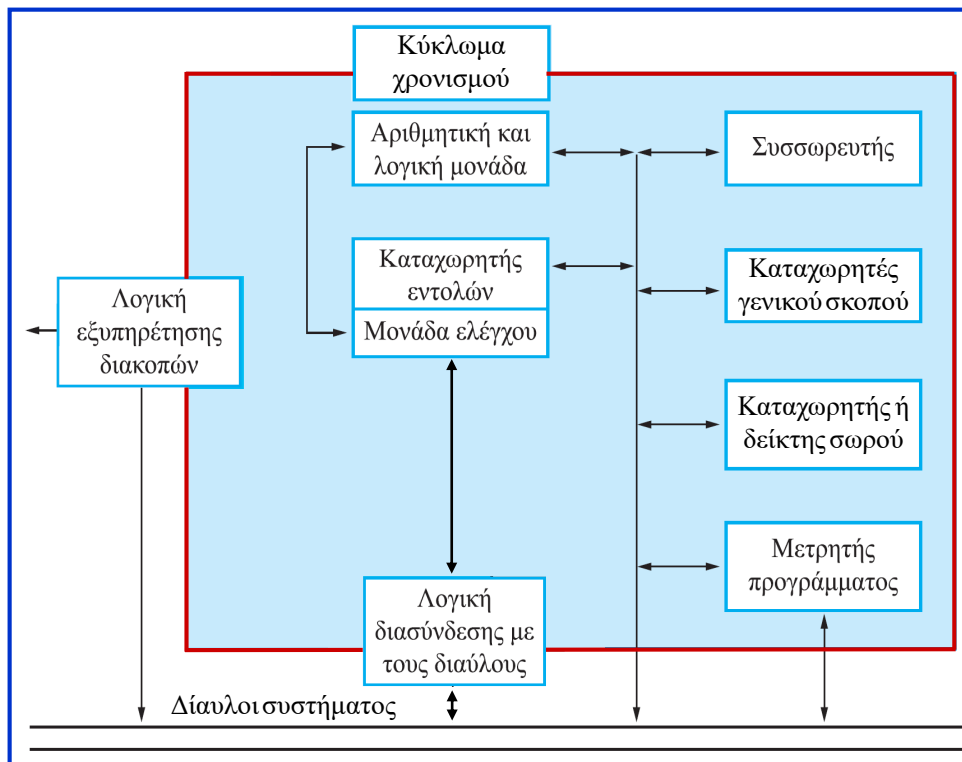 Κύκλωμα
χρονισμού
Αριθμητική και
λογική μονάδα
Συσσωρευτής
Καταχωρητής
εντολών
Μονάδα ελέγχου
Καταχωρητές
γενικού σκοπού
Λογική
εξυπηρέτησης
διακοπών
Καταχωρητής ή
δείκτης σωρού
Μετρητής
προγράμματος
Λογική
διασύνδεσης με
τους διαύλους
Δίαυλοι συστήματος